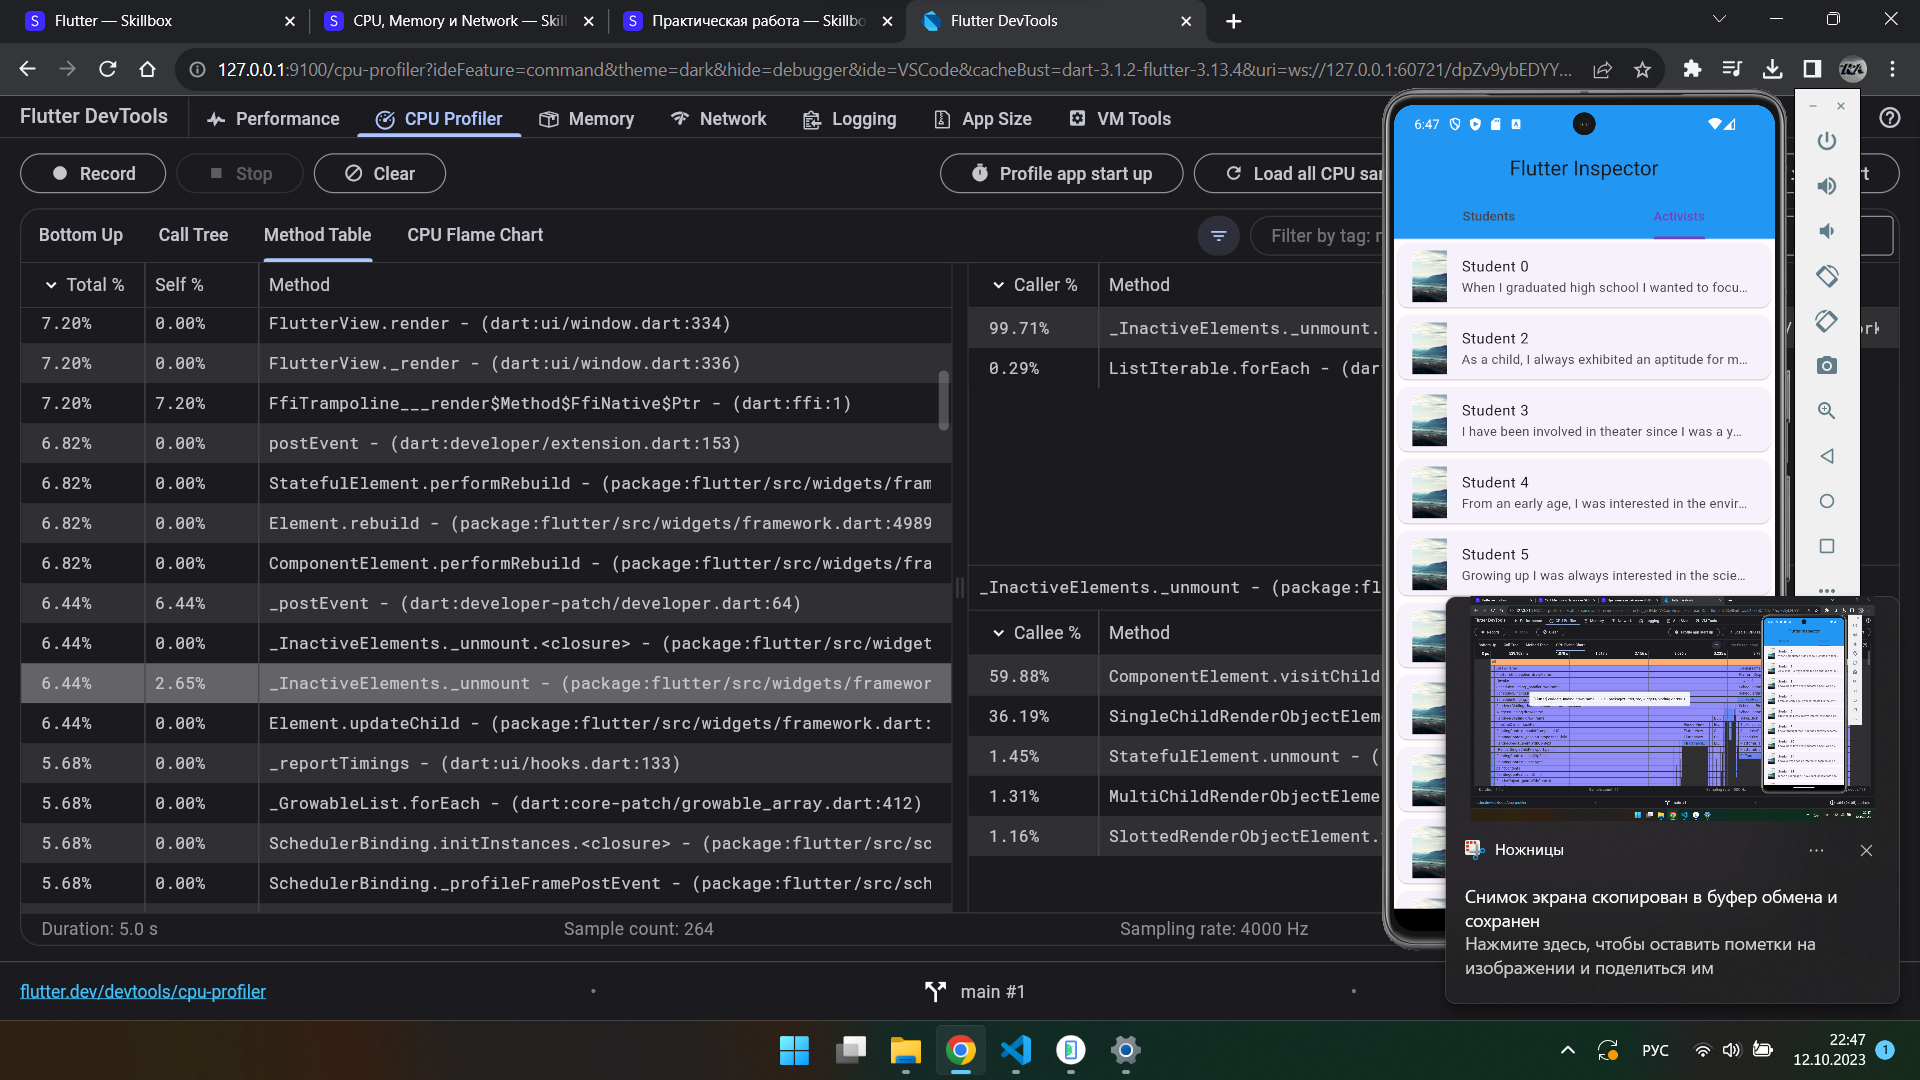 Flutter — Skillbox
CPU, Memory и Network — Skil
Практическая работа — Skillbo
Flutter DevTools
127.0.0.1:9100/cpu-profiler?ideFeature=command&theme=dark&hide=debugger&ide=VSCode&cacheBust=dart-3.1.2-flutter-3.13.4&uri=ws://127.0.0.1:60721/dpZv9ybEDYY...
Flutter DevTools
Performance
CPU Profiler
Memory
Network
Logging
App Size
VM Tools
Record
Stop
Clear
Profile app start up
Load all CPU sar
Bottom Up
Call Tree
Method Table
CPU Flame Chart
Filter by tag: r
Total % Self % Method
7.20% 0.00% FlutterView.render - (dart:ui/window.dart:334)
7.20% 0.00% FlutterView._render - (dart:ui/window.dart:336)
7.20% 7.20% FfiTrampoline___render$Method$FfiNative$Ptr - (dart:ffi:1)
6.82% 0.00% postEvent - (dart:developer/extension.dart:153)
6.82% 0.00% StatefulElement.performRebuild - (package:flutter/src/widgets/fram
6.82% 0.00% Element.rebuild - (package:flutter/src/widgets/framework.dart:4989
6.82% 0.00% ComponentElement.performRebuild - (package:flutter/src/widgets/fra
6.44% 6.44% _postEvent - (dart:developer-patch/developer.dart:64)
6.44% 0.00% _InactiveElements._unmount.<closure> - (package:flutter/src/widget
6.44% 2.65% _InactiveElements._unmount - (package:flutter/src/widgets/framewor
6.44% 0.00% Element.updateChild - (package:flutter/src/widgets/framework.dart:
5.68% 0.00% _reportTimings - (dart:ui/hooks.dart:133)
5.68% 0.00% _GrowableList.forEach - (dart:core-patch/growable_array.dart:412)
5.68% 0.00% SchedulerBinding.initInstances.<closure> - (package:flutter/src/sc
5.68% 0.00% SchedulerBinding._profileFramePostEvent - (package:flutter/src/sch
Caller % Method
99.71% _InactiveElements._unmount.
0.29% ListIterable.forEach - (dar
_InactiveElements._unmount - (package:fl
Callee % Method
59.88% ComponentElement.visitChild
36.19% SingleChildRenderObjectElem
1.45% StatefulElement.unmount - (
1.31% MultiChildRenderObjectEleme
1.16% SlottedRenderObjectElement.
Duration: 5.0 s
Sample count: 264
Sampling rate: 4000 Hz
flutter.dev/devtools/cpu-profiler
main #1
6:47
Flutter Inspector
Students
Activists
Student 0
When I graduated high school I wanted to focu...
Student 2
As a child, I always exhibited an aptitude for m...
Student 3
I have been involved in theater since I was a y...
Student 4
From an early age, I was interested in the envir...
Student 5
Growing up I was always interested in the scie...
Ножницы
Снимок экрана скопирован в буфер обмена и
сохранен
Нажмите здесь, чтобы оставить пометки на
изображении и поделиться им
РУС
22:47
12.10.2023
1